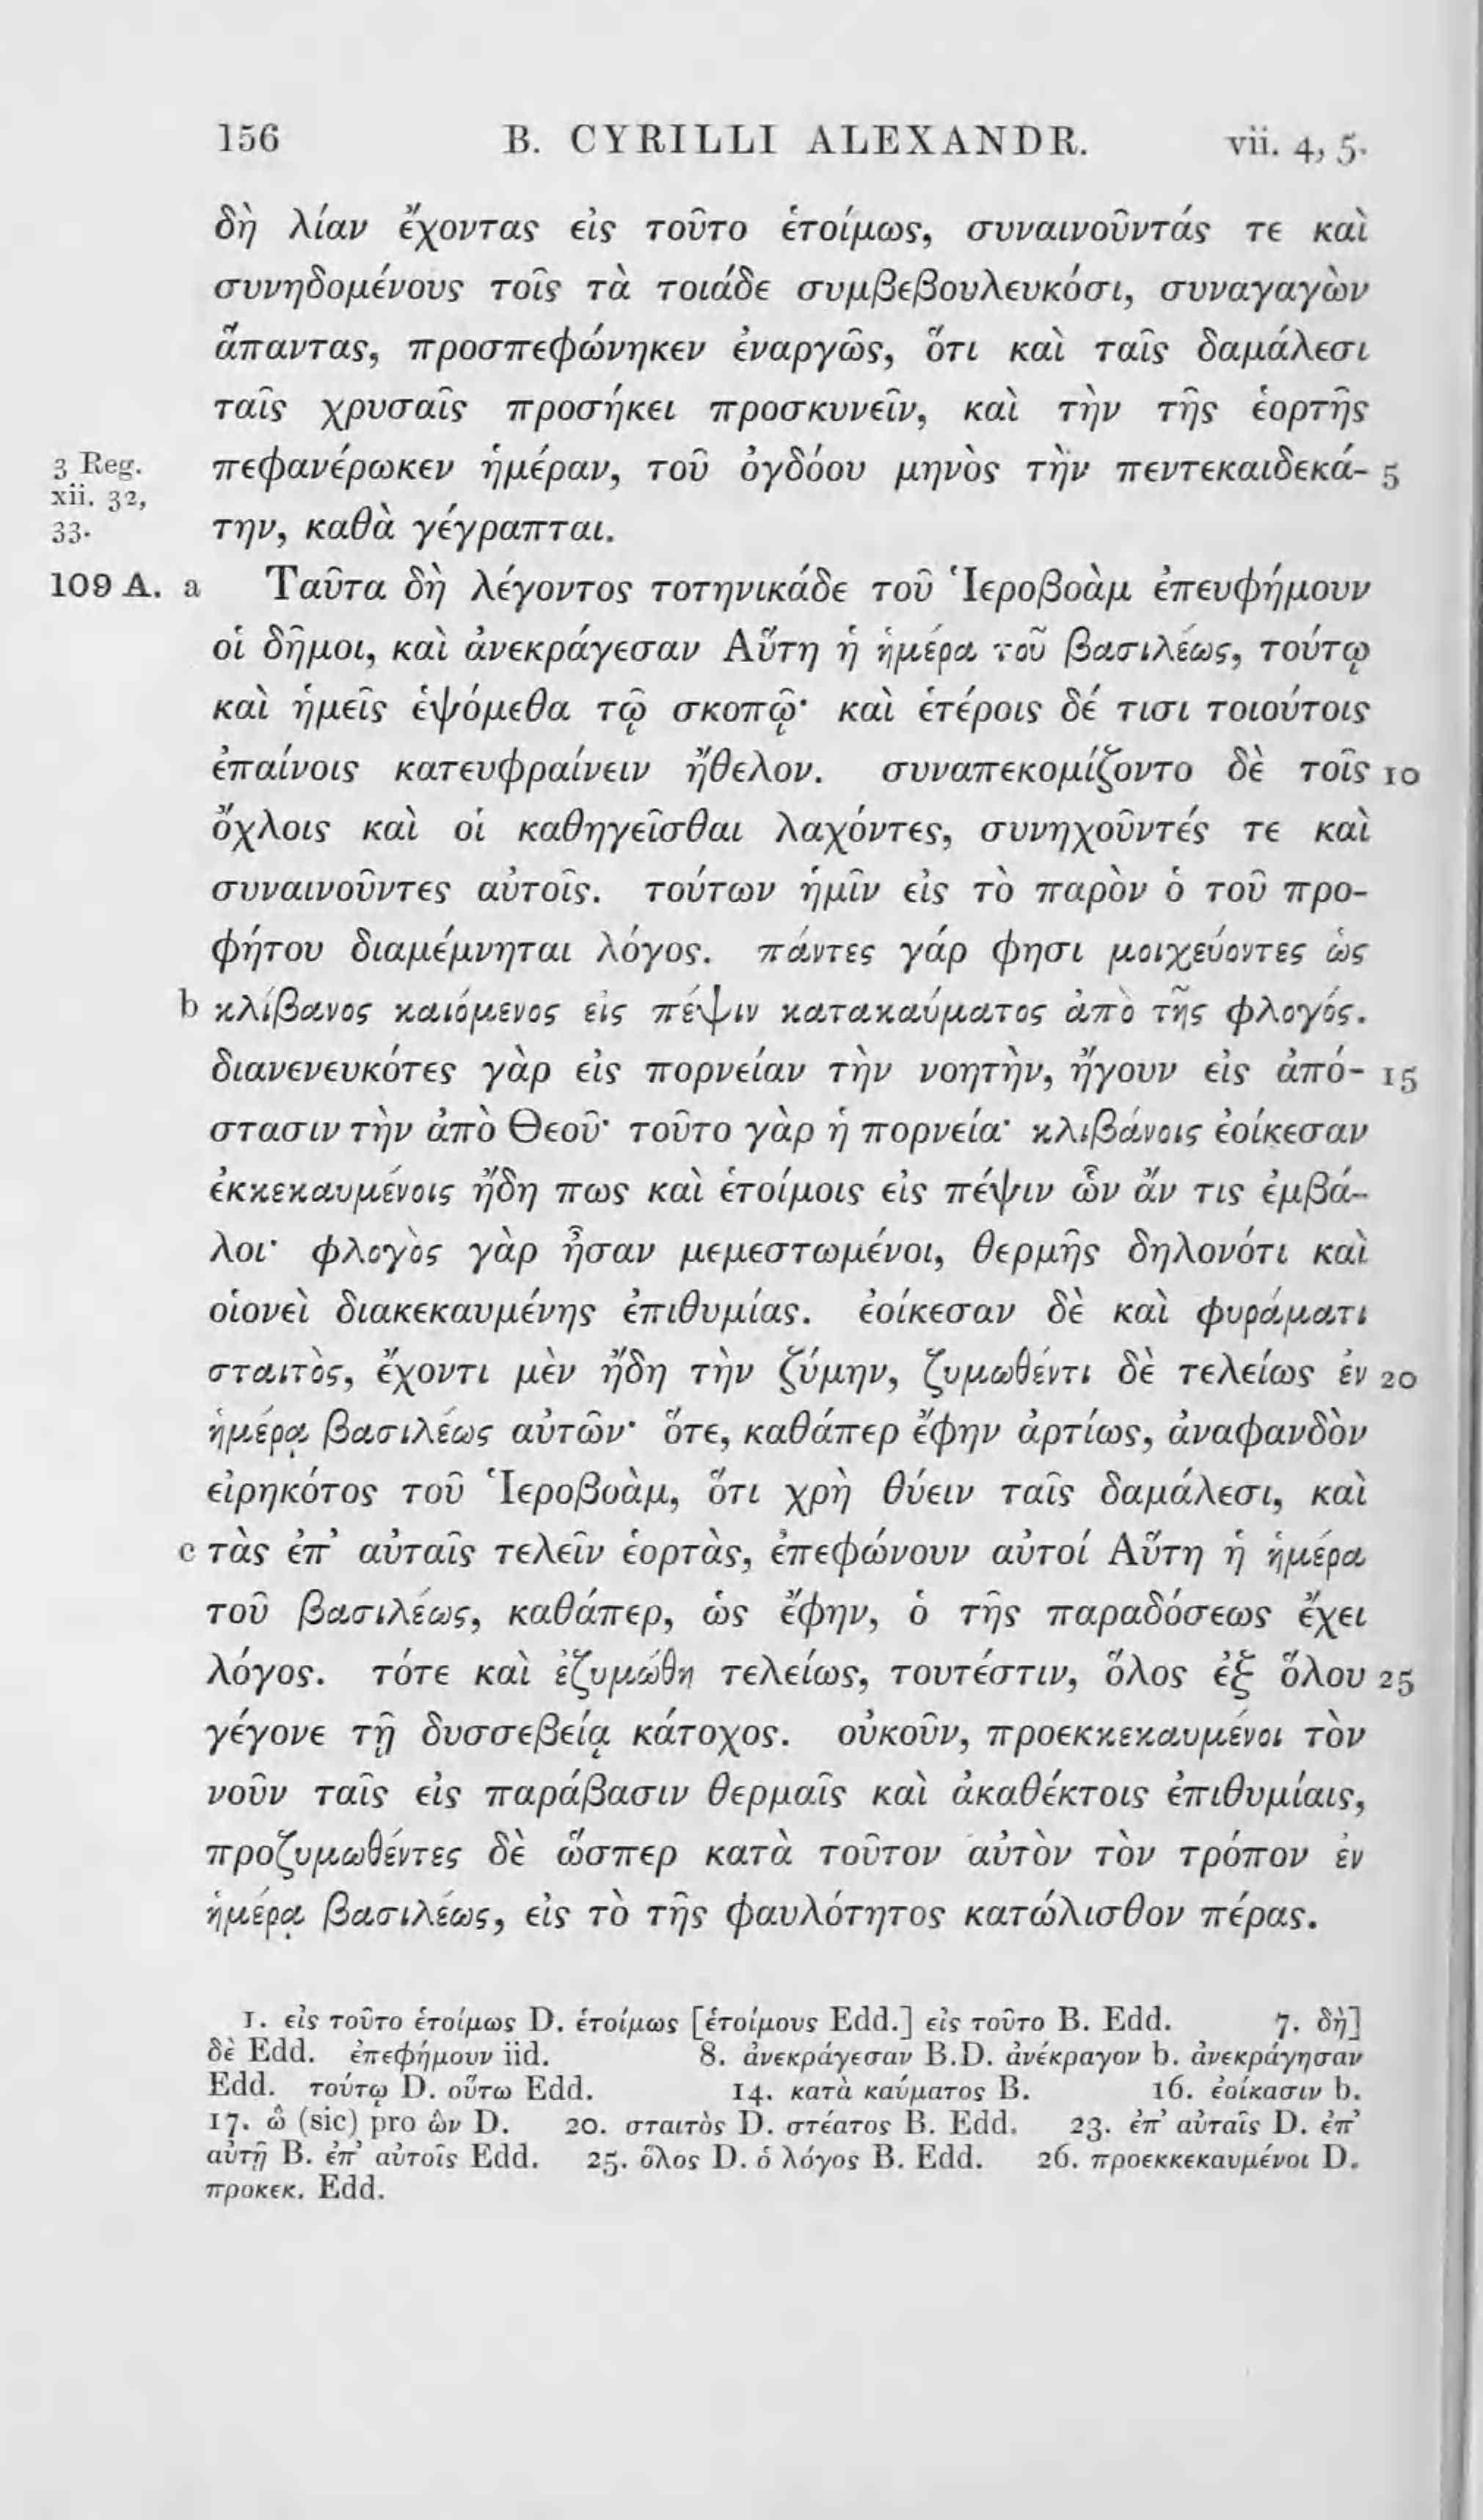 156 B. CYRILLI ALEXANDR. vii. 4, 5.
δὴ λίαν ἔχοντας εἰς τοῦτο ἑτοίμως, συναινοῦντάς τε καὶ
συνηδομένους τοῖς τὰ τοιάδε συμβεβουλευκόσι, συναγαγὼν
ἅπαντας, προσπεφώνηκεν ἐναργῶς, ὅτι καὶ ταῖς δαμάλεσι
ταῖς χρυσαῖς προσήκει προσκυνεῖν, καὶ τὴν τῆς ἑορτῆς
3 Reg. πεφανέρωκεν ἡμέραν, τοῦ ὀγδόου μηνὸς τὴν πεντεκαιδεκά- 5
xii. 32,
33. την, καθὰ γέγραπται.
109 A. a Ταῦτα δὴ λέγοντος τοτηνικάδε τοῦ Ἱεροβοὰμ ἐπευφήμουν
οἱ δῆμοι, καὶ ἀνεκράγεσαν Αὕτη ἡ ἡμέρα τοῦ βασιλέως, τούτῳ
καὶ ἡμεῖς ἑψόμεθα τῷ σκοπῷ· καὶ ἑτέροις δέ τισι τοιούτοις
ἐπαίνοις κατευφραίνειν ἤθελον. συναπεκομίζοντο δὲ τοῖς 10
ὄχλοις καὶ οἱ καθηγεῖσθαι λαχόντες, συνηχοῦντές τε καὶ
συναινοῦντες αὐτοῖς. τούτων ἡμῖν εἰς τὸ παρὸν ὁ τοῦ προ-
φήτου διαμέμνηται λόγος. πάντες γάρ φησι μοιχεύοντες ὡς
b κλίβανος καιόμενος εἰς πέψιν κατακαύματος ἀπὸ τῆς φλογός.
διανενευκότες γὰρ εἰς πορνείαν τὴν νοητὴν, ἤγουν εἰς ἀπό- 15
στασιν τὴν ἀπὸ Θεοῦ· τοῦτο γὰρ ἡ πορνεία· κλιβάνοις ἐοίκεσαν
ἐκκεκαυμένοις ἤδη πως καὶ ἑτοίμοις εἰς πέψιν ὧν ἄν τις ἐμβά-
λοι· φλογὸς γὰρ ἦσαν μεμεστωμένοι, θερμῆς δηλονότι καὶ
οἱονεὶ διακεκαυμένης ἐπιθυμίας. ἐοίκεσαν δὲ καὶ φυράματι
σταιτὸς, ἔχοντι μὲν ἤδη τὴν ζύμην, ζυμωθέντι δὲ τελείως ἐν 20
ἡμέρᾳ βασιλέως αὐτῶν· ὅτε, καθάπερ ἔφην ἀρτίως, ἀναφανδὸν
εἰρηκότος τοῦ Ἱεροβοὰμ, ὅτι χρὴ θύειν ταῖς δαμάλεσι, καὶ
c τὰς ἐπ’ αὐταῖς τελεῖν ἑορτὰς, ἐπεφώνουν αὐτοί Αὕτη ἡ ἡμέρα
τοῦ βασιλέως, καθάπερ, ὡς ἔφην, ὁ τῆς παραδόσεως ἔχει
λόγος. τότε καὶ ἐζυμώθη τελείως, τουτέστιν, ὅλος ἐξ ὅλου 25
γέγονε τῇ δυσσεβείᾳ κάτοχος. οὐκοῦν, προεκκεκαυμένοι τὸν
νοῦν ταῖς εἰς παράβασιν θερμαῖς καὶ ἀκαθέκτοις ἐπιθυμίαις,
προζυμωθέντες δὲ ὥσπερ κατὰ τοῦτον αὐτὸν τὸν τρόπον ἐν
ἡμέρᾳ βασιλέως, εἰς τὸ τῆς φαυλότητος κατώλισθον πέρας.
1. εἰς τοῦτο ἑτοίμως D. ἑτοίμως [ἑτοίμους Edd.] εἰς τοῦτο B. Edd. 7. δὴ]
δὲ Edd. ἐπεφήμουν iid. 8. ἀνεκράγεσαν B.D. ἀνέκραγον b. ἀνεκράγησαν
Edd. τούτῳ D. οὕτω Edd. 14. κατὰ καύματος B. 16. ἐοίκασιν b.
17. ὧ (sic) pro ὧν D. 20. σταιτὸς D. στέατος B. Edd. 23. ἐπ’ αὐταῖς D. ἐπ’
αὐτῇ B. ἐπ’ αὐτοῖς Edd. 25. ὅλος D. ὁ λόγος B. Edd. 26. προεκκεκαυμένοι D.
προκεκ. Edd.